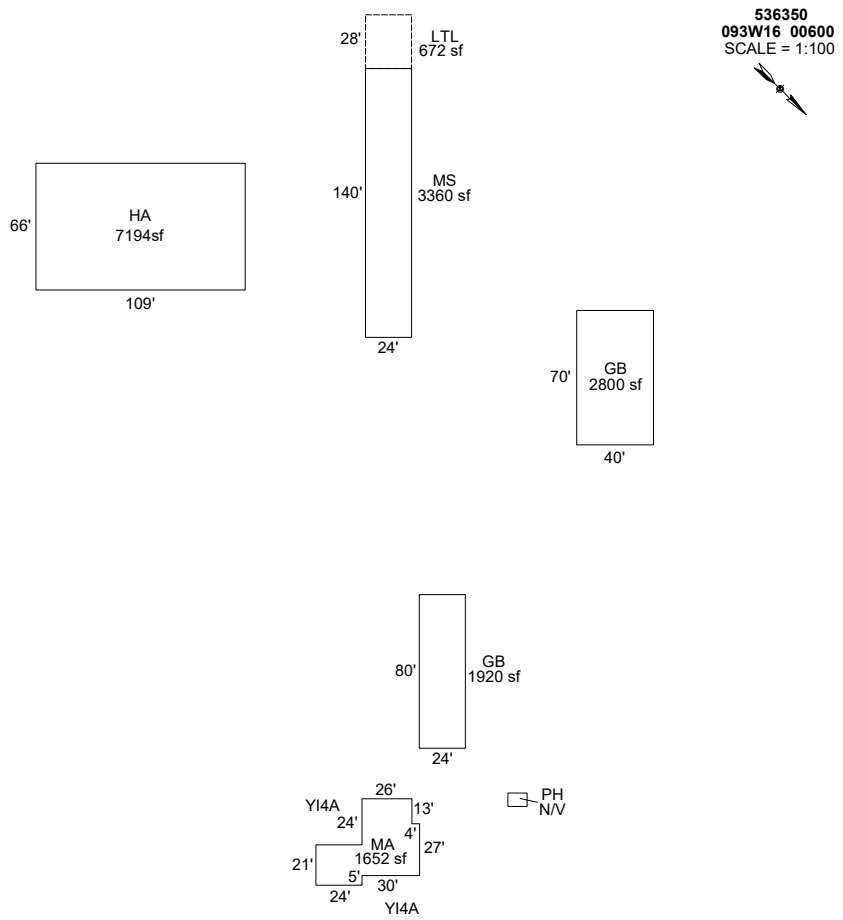 536350
093W16 00600
SCALE = 1:100
28'
LTL
672 sf
140'
MS
3360 sf
24'
66'
HA
7194sf
109'
70'
GB
2800 sf
40'
80'
GB
1920 sf
24'
PH
N/V
26'
YI4A
13'
24'
4'
MA
1652 sf
27'
21'
5'
30'
24'
YI4A